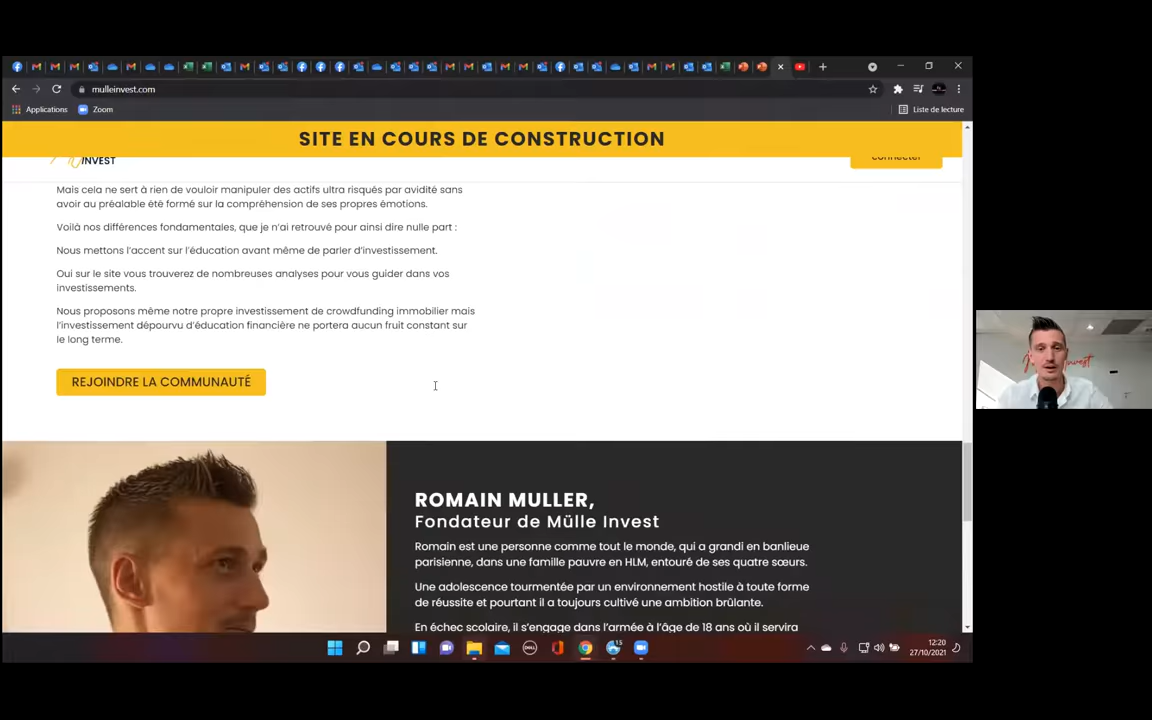 mulleinvest.com
Applications
Zoom
Liste de lecture
SITE EN COURS DE CONSTRUCTION
INVEST
connecter
Mais cela ne sert à rien de vouloir manipuler des actifs ultra risqués par avidité sans
avoir au préalable été formé sur la compréhension de ses propres émotions.
Voilà nos différences fondamentales, que je n'ai retrouvé pour ainsi dire nulle part :
Nous mettons l'accent sur l'éducation avant même de parler d'investissement.
Oui sur le site vous trouverez de nombreuses analyses pour vous guider dans vos
investissements.
Nous proposons même notre propre investissement de crowdfunding immobilier mais
l'investissement dépourvu d'éducation financière ne portera aucun fruit constant sur
le long terme.
REJOINDRE LA COMMUNAUTÉ
ROMAIN MULLER,
Fondateur de Mülle Invest
Romain est une personne comme tout le monde, qui a grandi en banlieue
parisienne, dans une famille pauvre en HLM, entouré de ses quatre sœurs.
Une adolescence tourmentée par un environnement hostile à toute forme
de réussite et pourtant il a toujours cultivé une ambition brûlante.
En échec scolaire, il s'engage dans l'armée à l'âge de 18 ans où il servira
12:20
27/10/2021